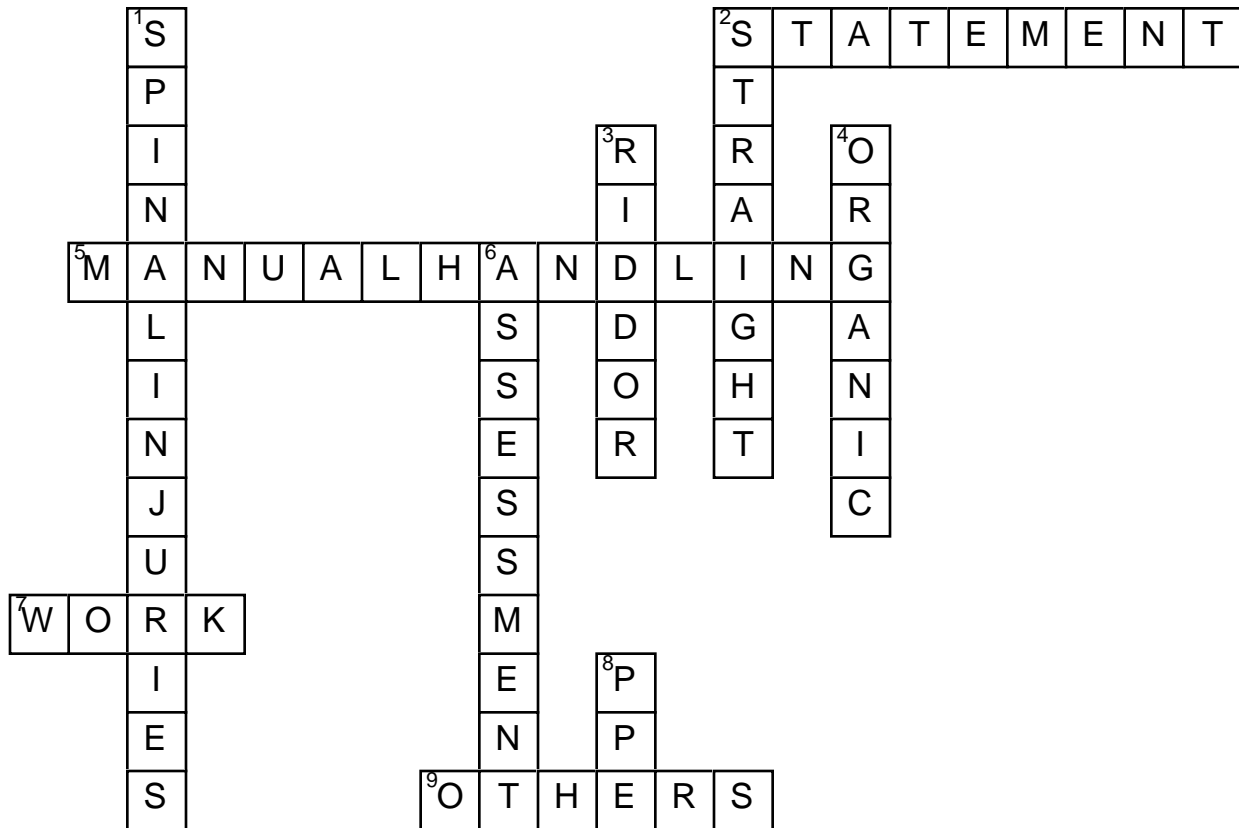 1 S 2 S T A T E M E N T
P T
I 3 R R 4 O
N I A R
5 M A N U A L H 6 A N D L I N G
L S D G A
I S O H N
N E R T I
J S C
U S
7 W O R K M
I E 8 P
E N P
S 9 O T H E R S